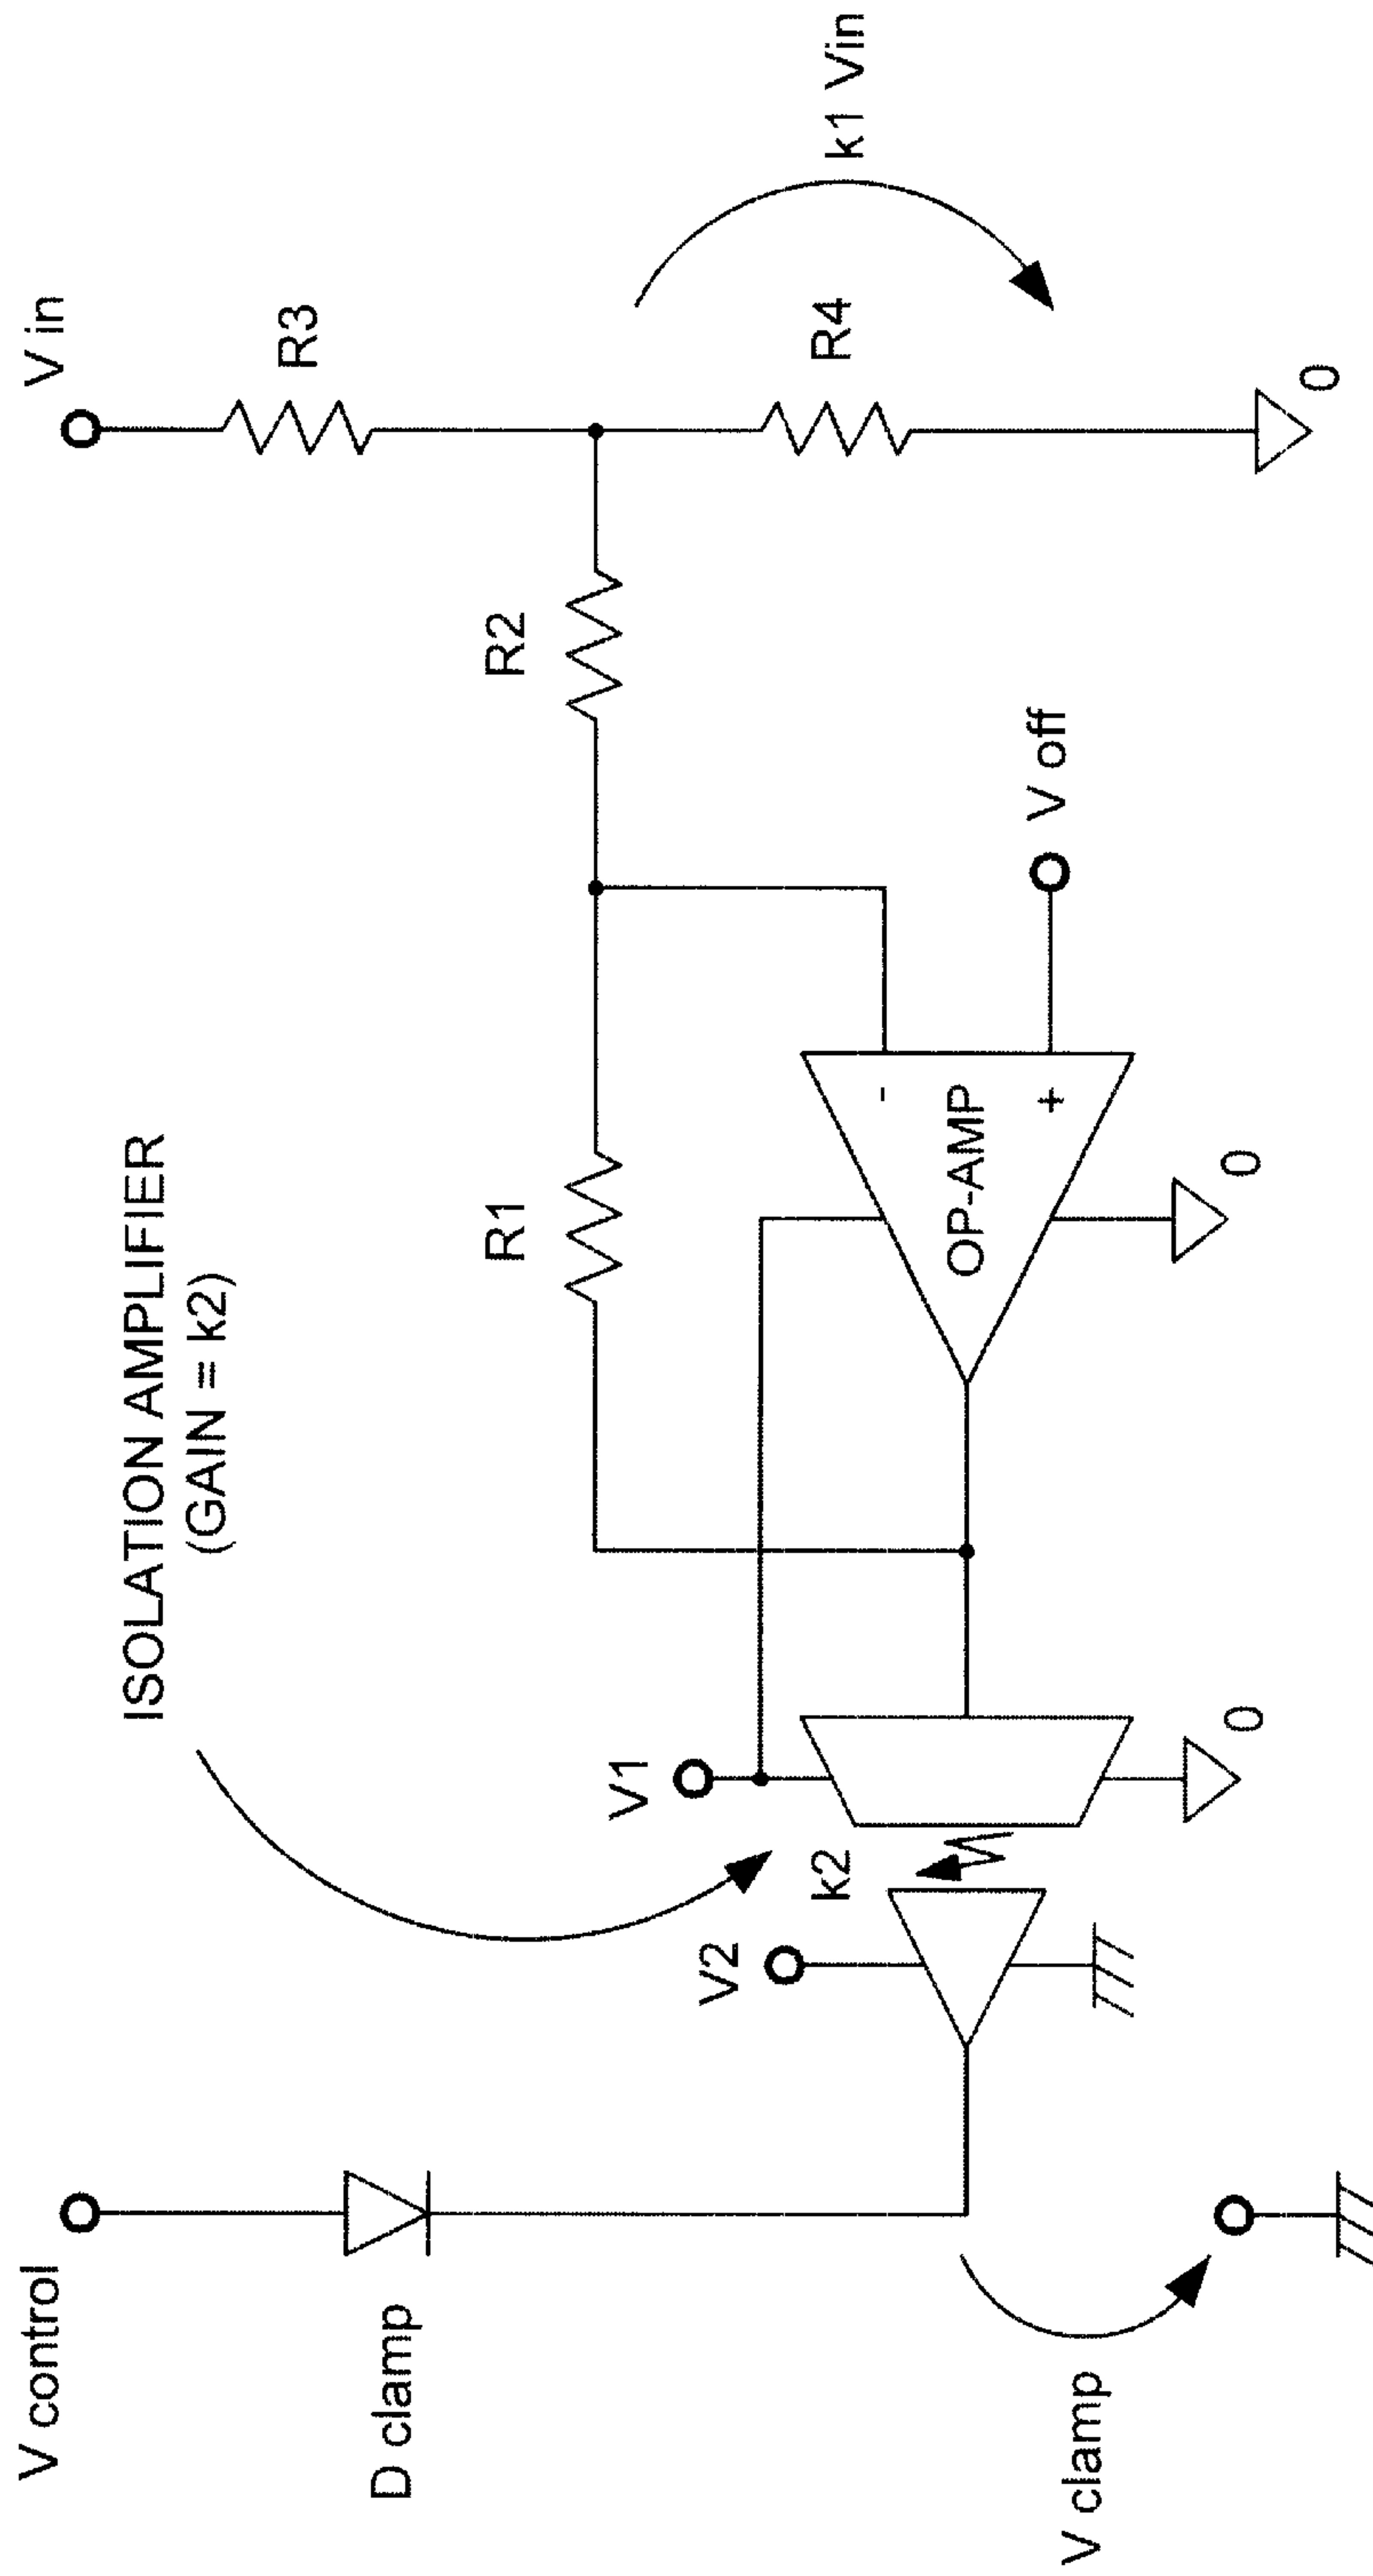 V control
D clamp
V clamp
ISOLATION AMPLIFIER
(GAIN = k2)
V2
k2
V1
0
R1
OP-AMP
-
+
0
V off
R2
V in
R3
R4
0
k1 Vin